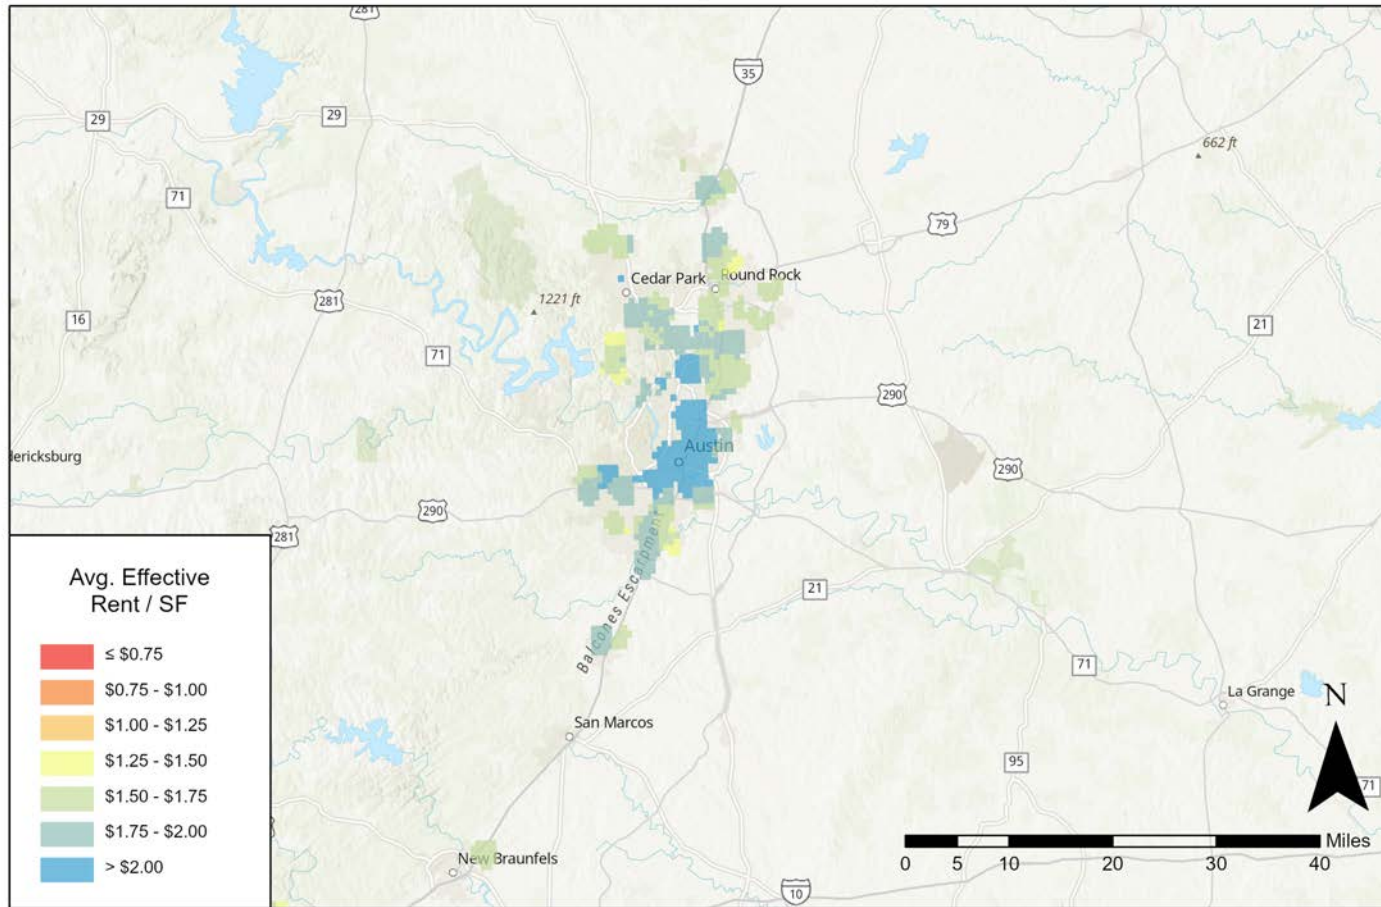 281
35
29
29
662 ft
71
79
Cedar Park
Round Rock
1221 ft
281
16
21
71
290
Austin
dericksburg
290
290
281
Balcones Escarpment
Avg. Effective
Rent / SF
≤ $0.75
$0.75 - $1.00
$1.00 - $1.25
$1.25 - $1.50
$1.50 - $1.75
$1.75 - $2.00
> $2.00
21
71
La Grange
N
San Marcos
95
71
Miles
0 5 10 20 30 40
New Braunfels
10